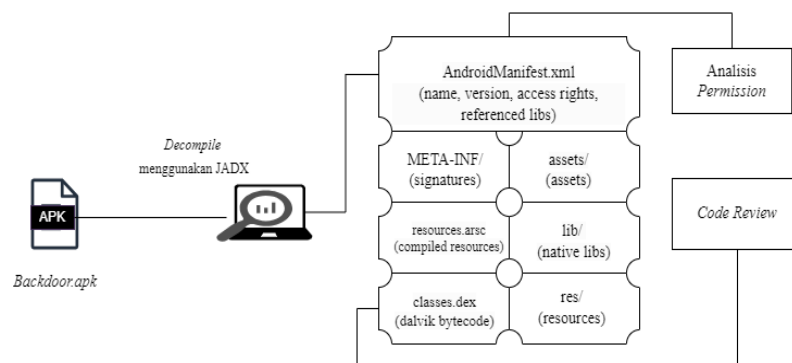 AndroidManifest.xml
(name, version, access rights,
referenced libs)
Analisis
Permission
Decompile
menggunakan JADX
META-INF/
(signatures)
assets/
(assets)
APK
Backdoor.apk
resources.arsc
(compiled resources)
lib/
(native libs)
Code Review
classes.dex
(dalvik bytecode)
res/
(resources)